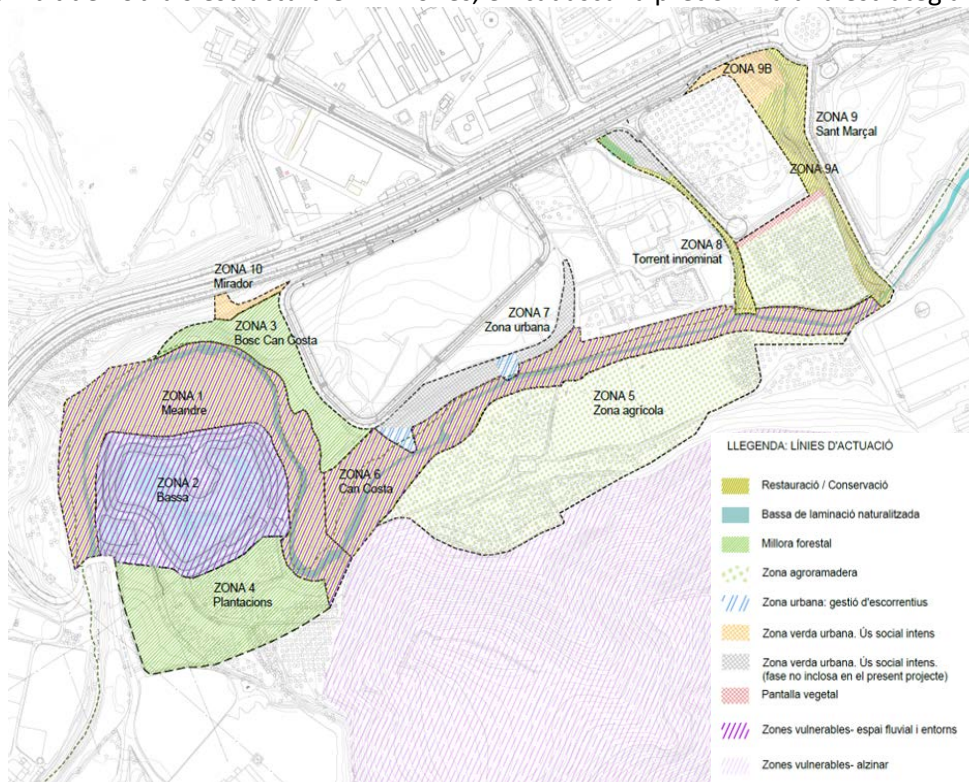 ZONA 9B
ZONA 9
Sant Marçal
ZONA 9A
ZONA 8
Torrent innominat
ZONA 10
Mirador
ZONA 3
Bosc Can Costa
ZONA 7
Zona urbana
ZONA 1
Meandre
ZONA 5
Zona agrícola
ZONA 2
Bassa
ZONA 6
Can Costa
ZONA 4
Plantacions
LLEGENDA: LÍNIES D'ACTUACIÓ
Restauració / Conservació
Bassa de laminació naturalitzada
Millora forestal
Zona agroramadera
Zona urbana: gestió d'escorrentius
Zona verda urbana. Ús social intens
Zona verda urbana. Ús social intens.
(fase no inclosa en el present projecte)
Pantalla vegetal
Zones vulnerables- espai fluvial i entorns
Zones vulnerables- alzinar